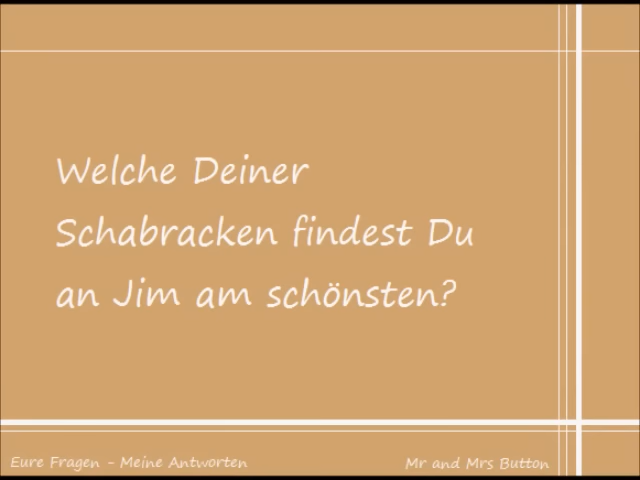 Welche Deiner
Schabracken findest Du
an Jim am schönsten?
Eure Fragen - Meine Antworten
Mr and Mrs Button